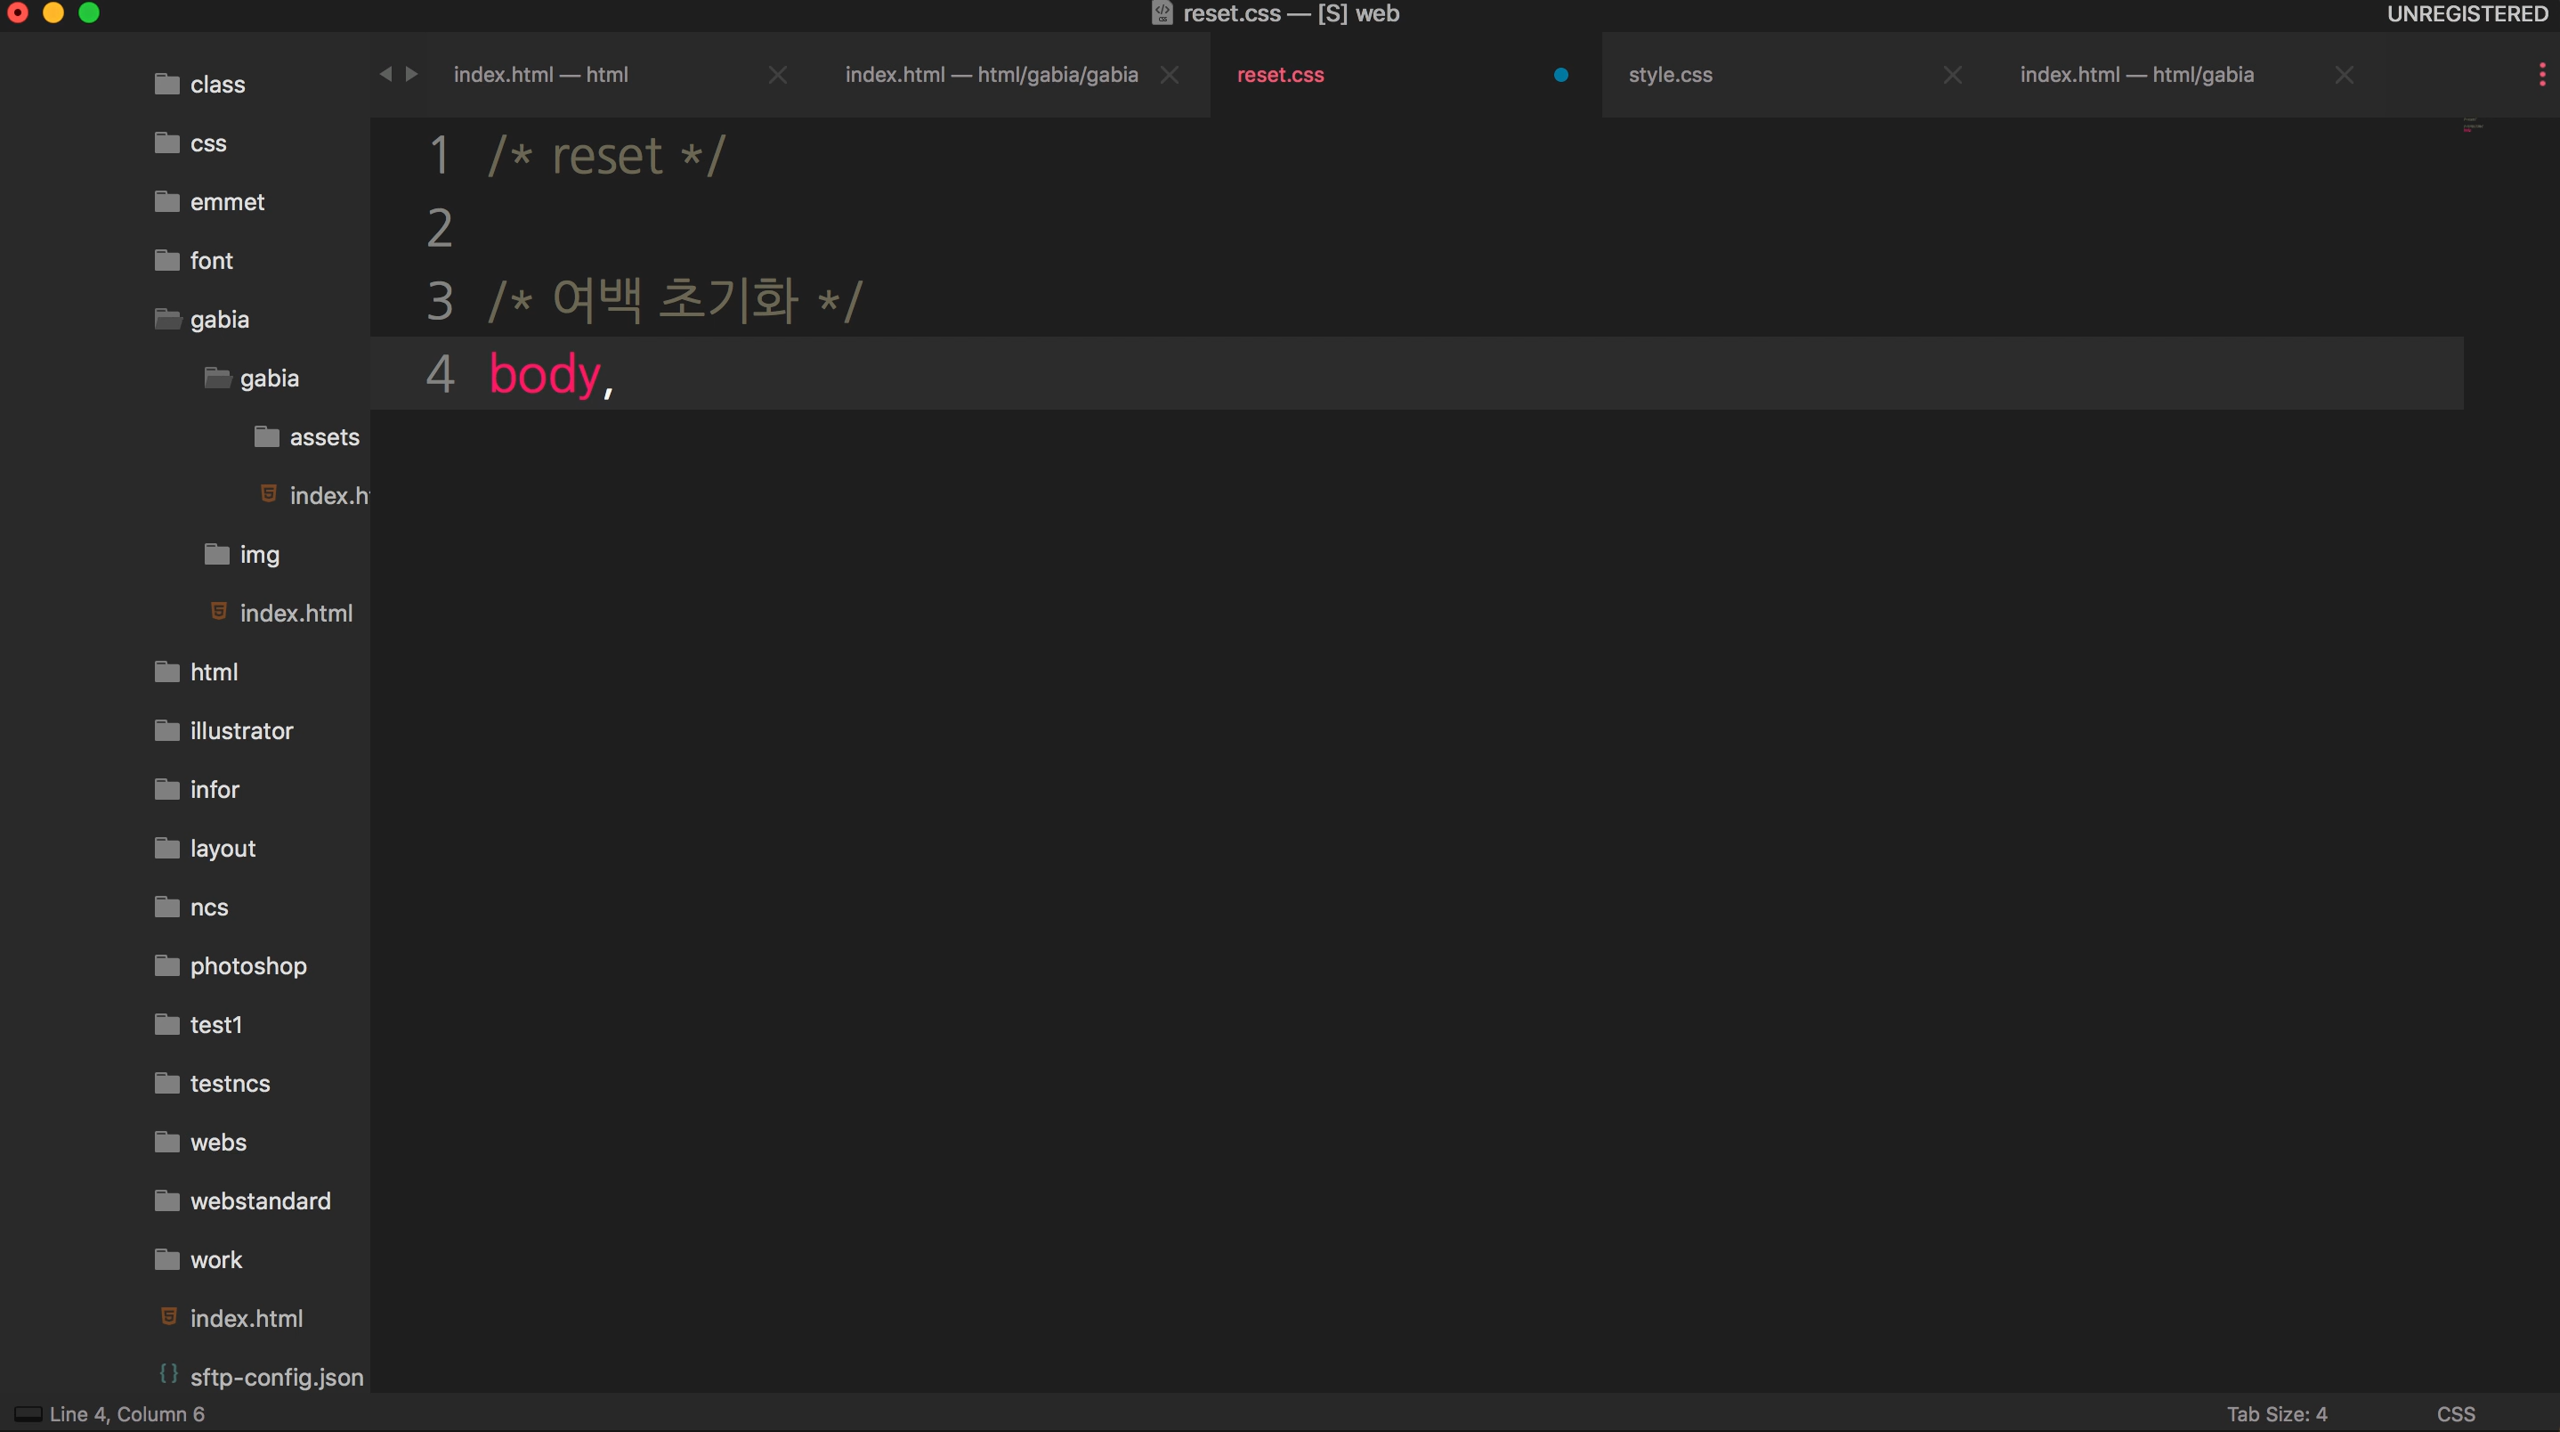 reset.css — [S] web
UNREGISTERED
index.html — html
index.html — html/gabia/gabia
reset.css
style.css
index.html — html/gabia
class
css
emmet
font
gabia
gabia
assets
index.h
img
index.html
html
illustrator
infor
layout
ncs
photoshop
test1
testncs
webs
webstandard
work
index.html
sftp-config.json
1 /* reset */
2
3 /* 여백 초기화 */
4 body,
Line 4, Column 6
Tab Size: 4
CSS